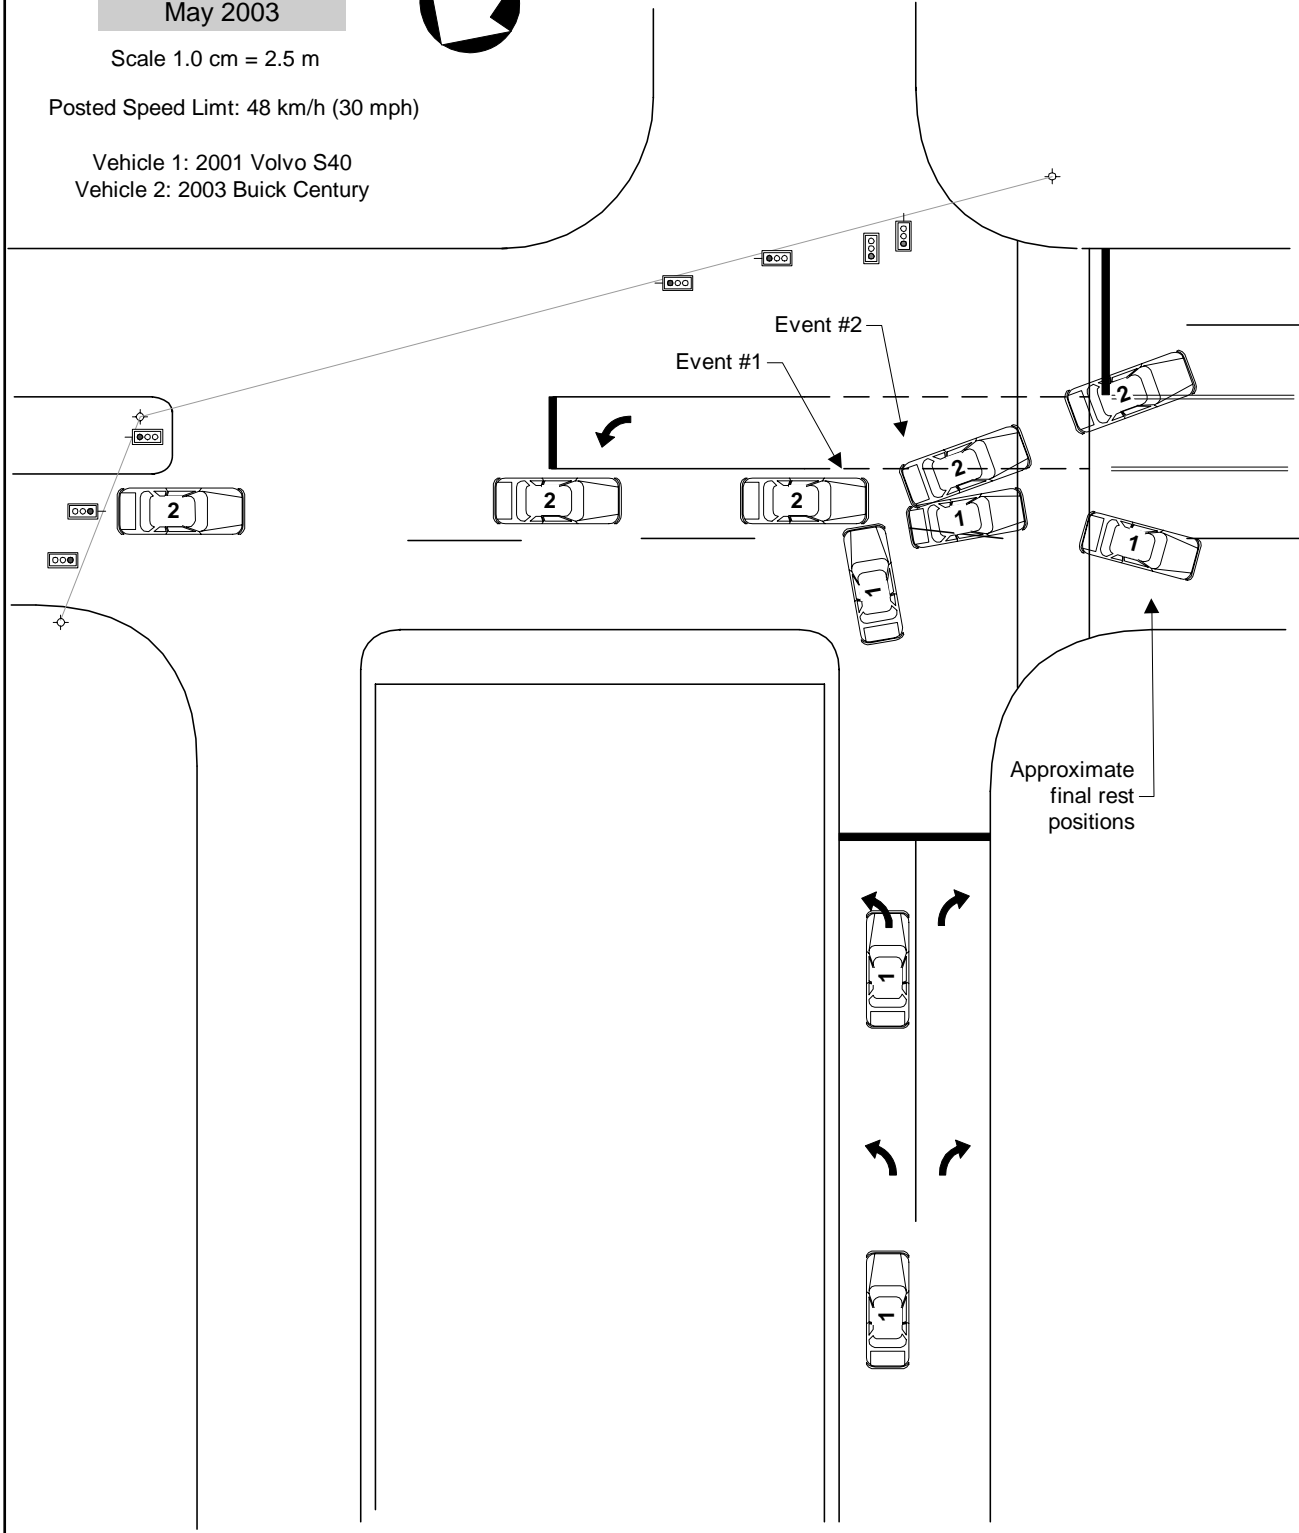 May 2003
Scale 1.0 cm = 2.5 m
Posted Speed Limt: 48 km/h (30 mph)
Vehicle 1: 2001 Volvo S40
Vehicle 2: 2003 Buick Century
Event #2
Event #1
2
2
2
2
2
1
1
1
Approximate
final rest
positions
1
1